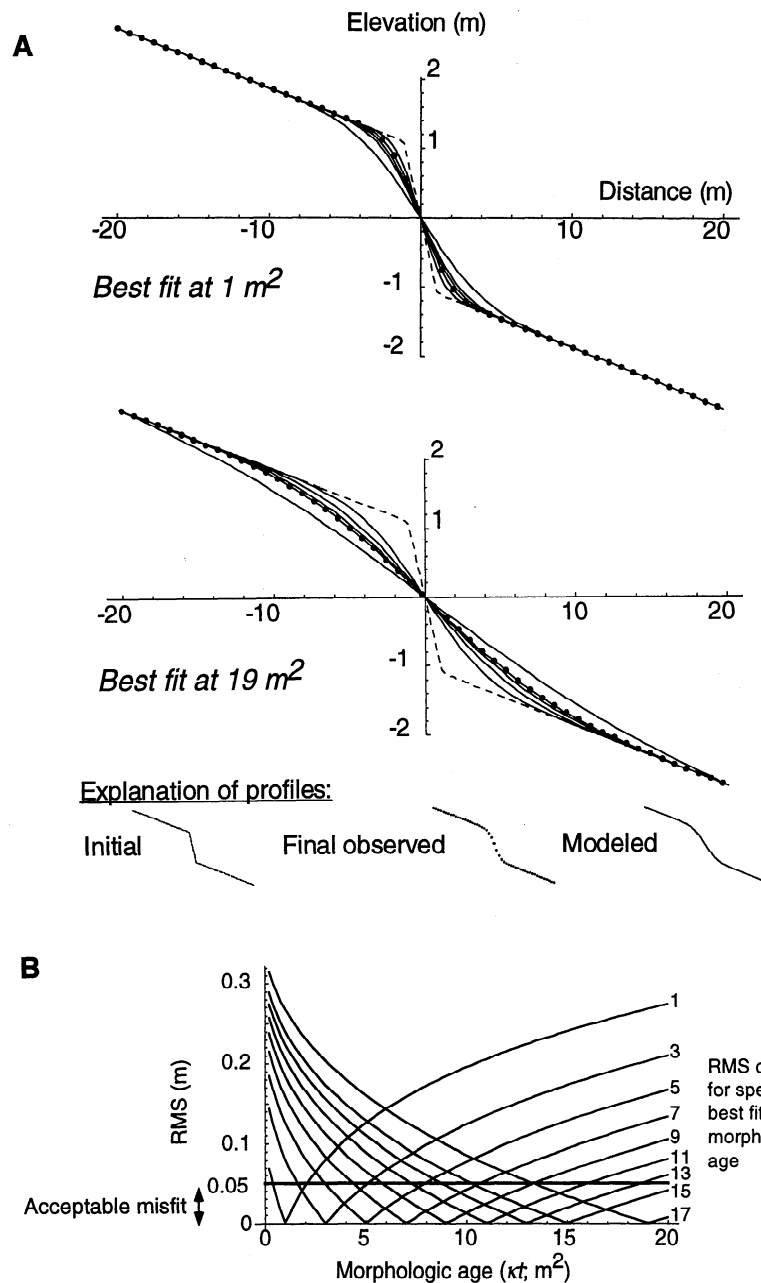 A
Elevation (m)
2
1
Distance (m)
-20
-10
10
20
Best fit at 1 m2
-1
-2
2
1
-20
-10
10
20
Best fit at 19 m2
-1
-2
Explanation of profiles:
Initial
Final observed
Modeled
B
0.3
0.2
0.1
0.05
0
RMS (m)
Acceptable misfit
1
3
5
7
9
11
13
15
17
RMS
for
best fit
age
0
5
10
15
20
Morphologic age (κt; m2)